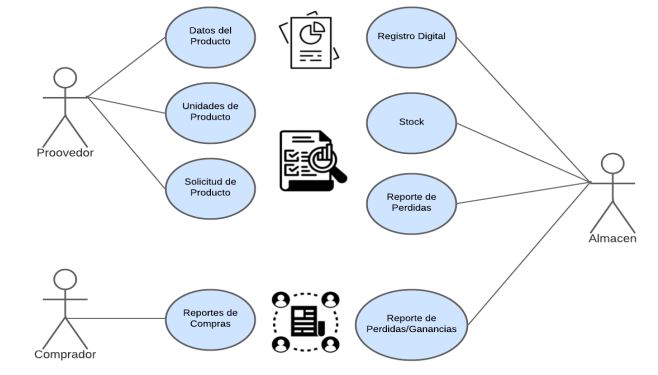 Datos del
Producto
Registro Digital
Unidades de
Producto
Stock
Proovedor
Solicitud de
Producto
Reporte de
Perdidas
Almacen
Reportes de
Compras
Reporte de
Perdidas/Ganancias
Comprador